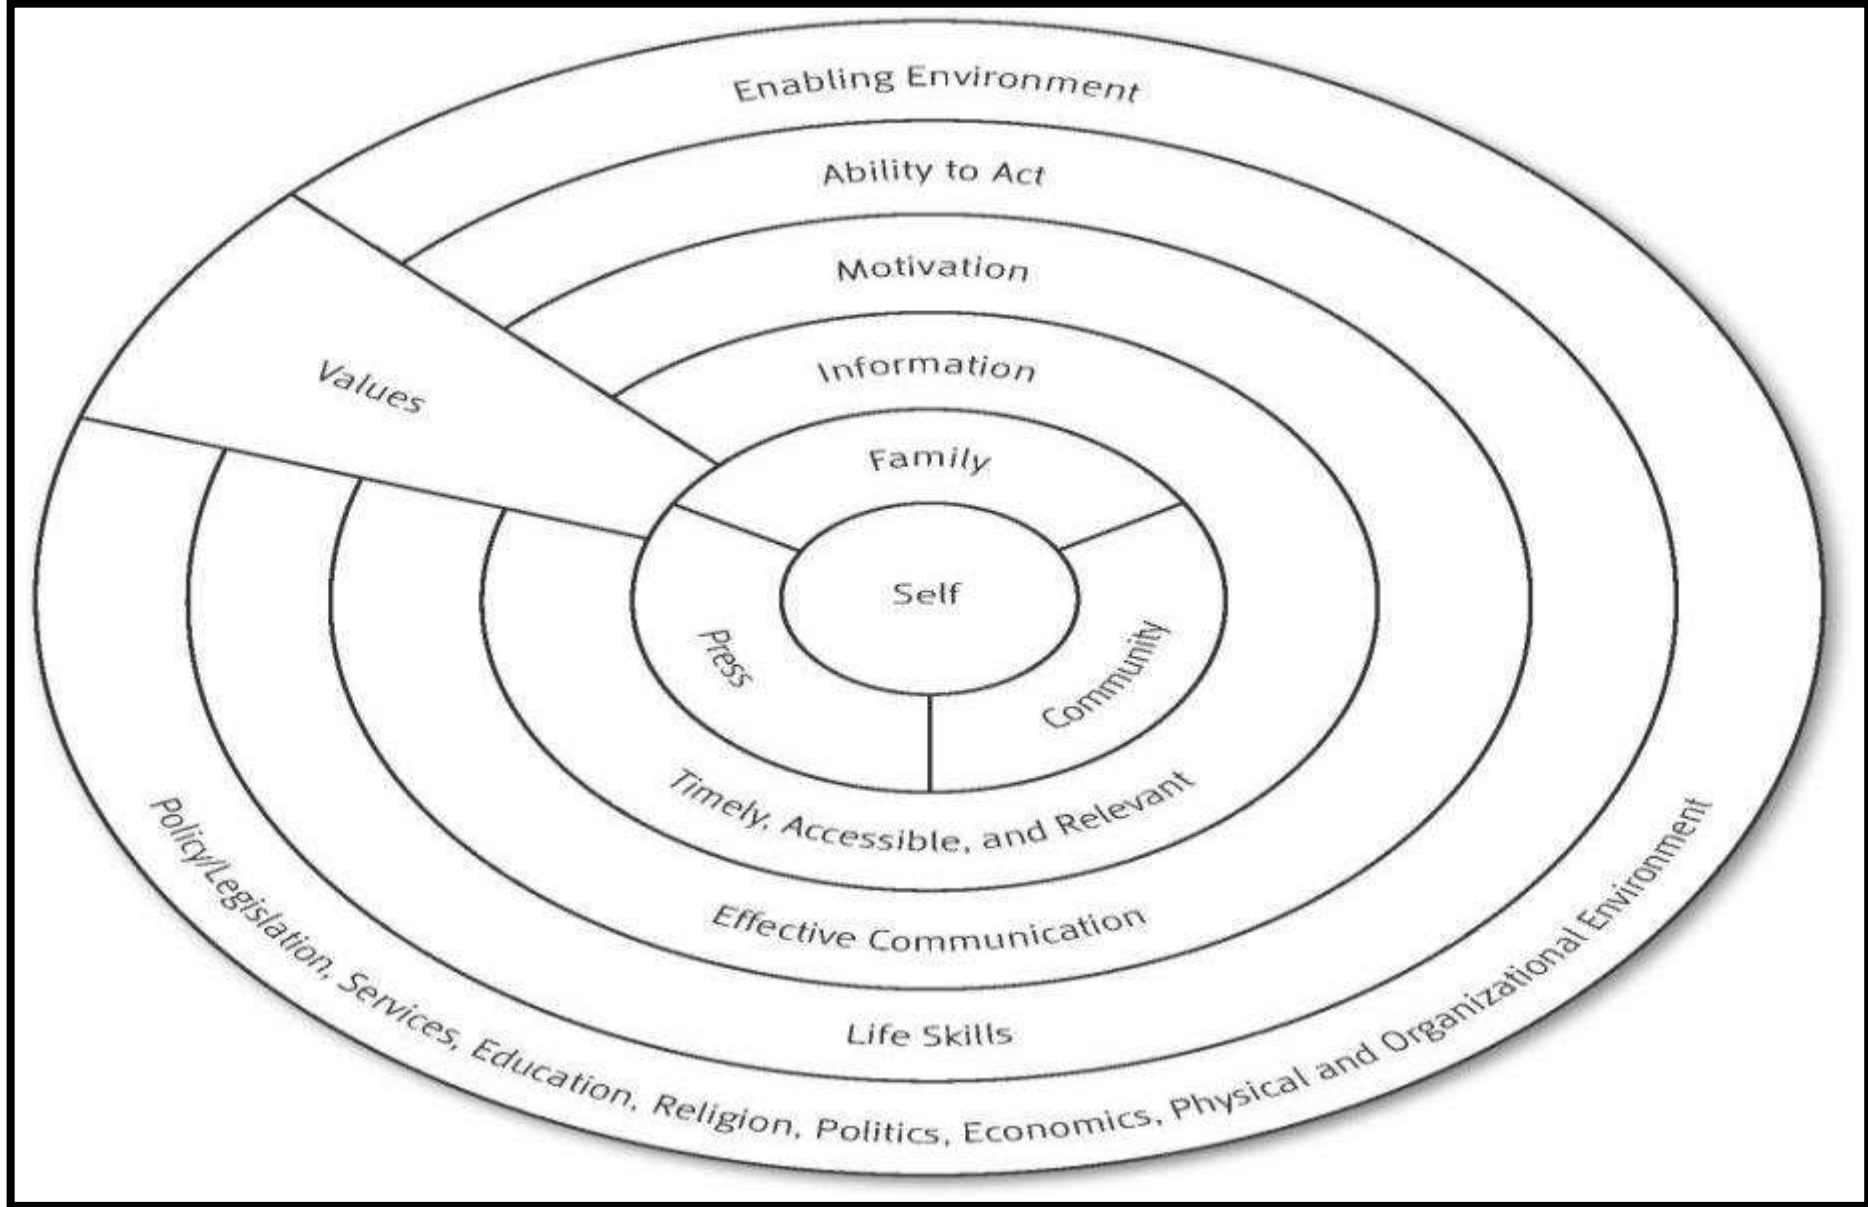 Enabling Environment
Ability to Act
Motivation
Information
Values
Family
Self
Press
Community
Timely, Accessible, and Relevant
Effective Communication
Life Skills
Policy/Legislation, Services, Education, Religion, Politics, Economics, Physical and Organizational Environment